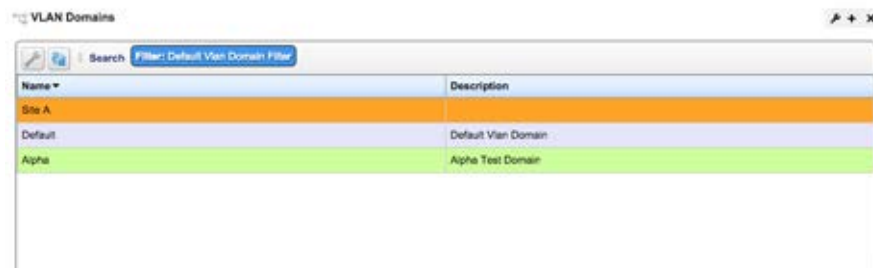 VLAN Domains
Search Filter: Default Vlan Domain Filter
Name Description
Site A
Default Default Vlan Domain
Alpha Alpha Test Domain